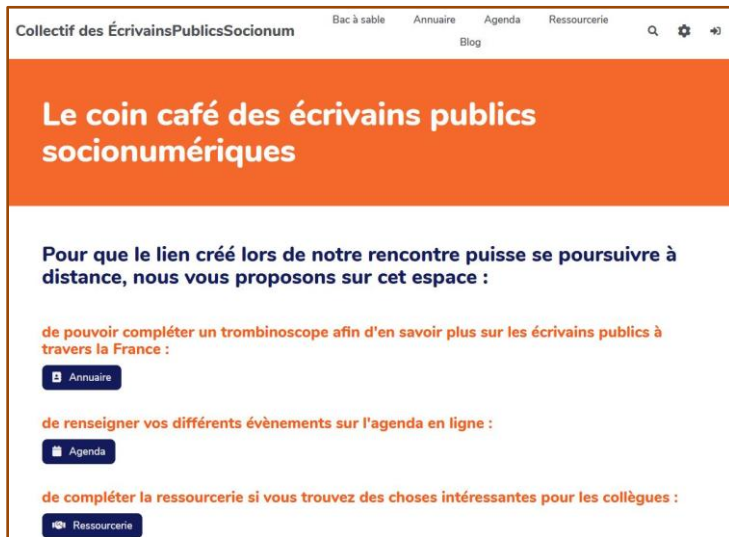 Collectif des ÉcrivainsPublicsSocionum
Bac à sable Annuaire Agenda Ressourcerie
Blog
Le coin café des écrivains publics
socionumériques
Pour que le lien créé lors de notre rencontre puisse se poursuivre à
distance, nous vous proposons sur cet espace :
de pouvoir compléter un trombinoscope afin d'en savoir plus sur les écrivains publics à
travers la France :
Annuaire
de renseigner vos différents évènements sur l'agenda en ligne :
Agenda
de compléter la ressourcerie si vous trouvez des choses intéressantes pour les collègues :
Ressourcerie